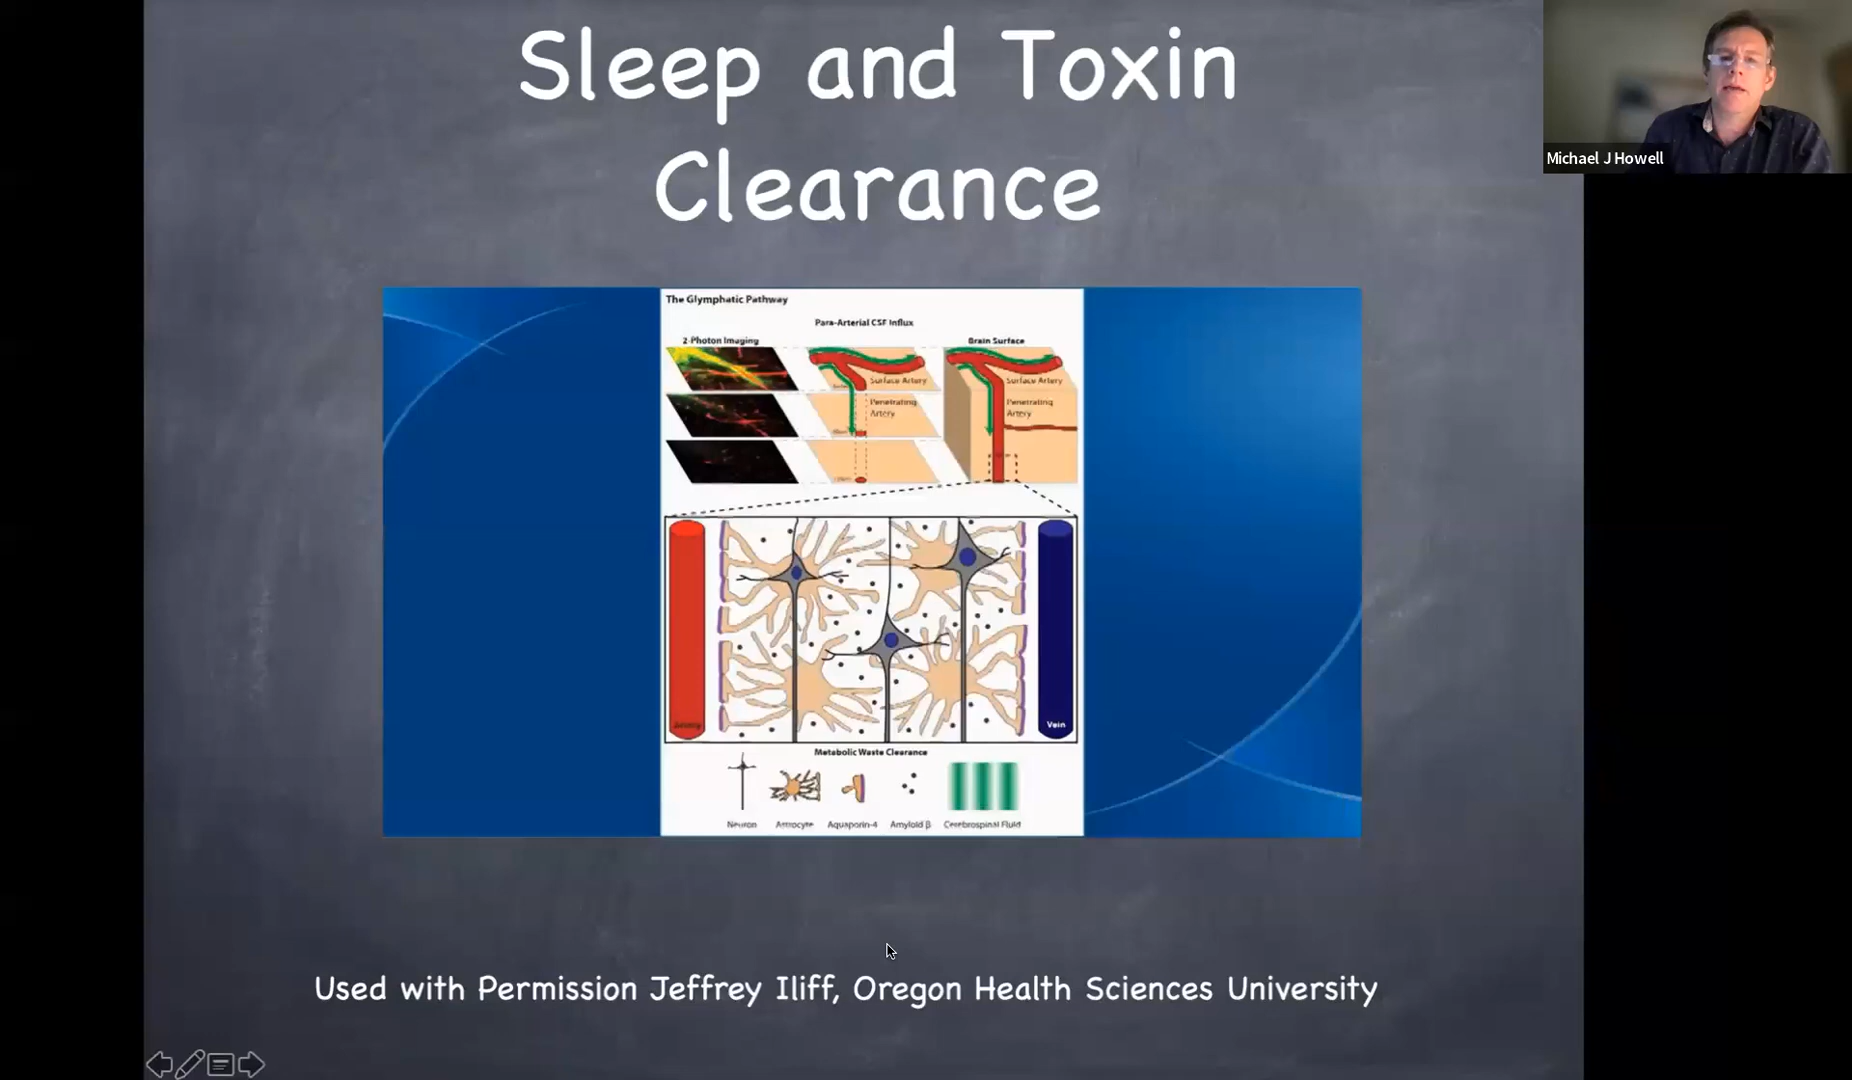 Sleep and Toxin
Clearance
Michael J Howell
The Glymphatic Pathway
Para-Arterial CSF Influx
2-Photon Imaging
Brain Surface
Surface Artery
Surface Artery
Penetrating
Artery
Penetrating
Artery
Artery
Vein
Metabolic Waste Clearance
Neuron
Astrocyte
Aquaporin-4
Amyloid β
Cerebrospinal Fluid
Used with Permission Jeffrey Iliff, Oregon Health Sciences University